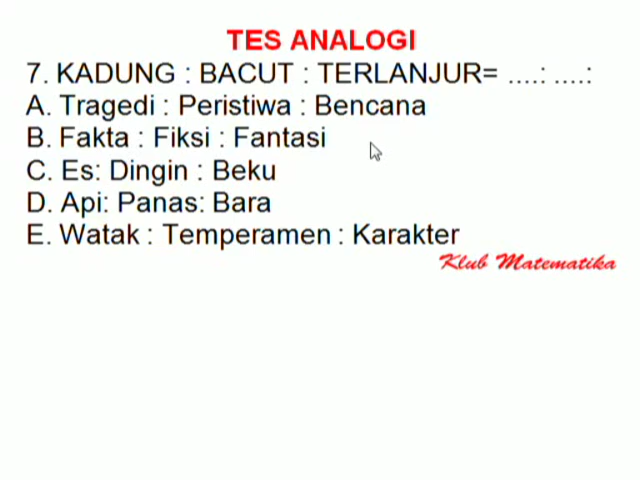 TES ANALOGI
7. KADUNG : BACUT : TERLANJUR= ....: ....:
A. Tragedi : Peristiwa : Bencana
B. Fakta : Fiksi : Fantasi
C. Es: Dingin : Beku
D. Api: Panas: Bara
E. Watak : Temperamen : Karakter
Klub Matematika